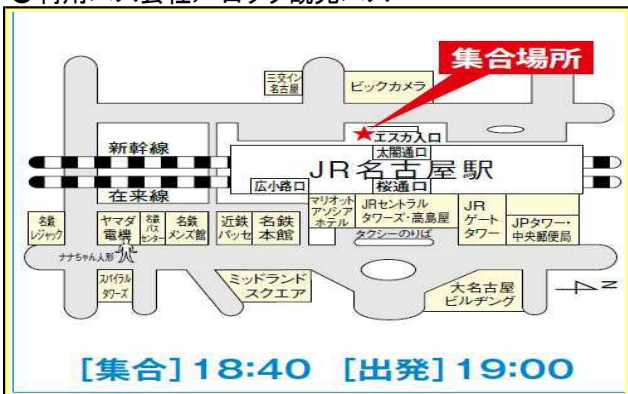 集合場所
三交イン
名古屋
ビックカメラ
エスカ入口
太閤通口
新幹線
JR名古屋駅
在来線
広小路口
桜通口
名鉄
レジャック
ヤマダ
電機
名鉄
バス
センター
名鉄
メンズ館
近鉄
パッセ
名鉄
本館
マリオット
アソシア
ホテル
JRセントラル
タワーズ・高島屋
タクシーのりば
JR
ゲート
タワー
JPタワー・
中央郵便局
ナナちゃん人形
スパイラル
タワーズ
ミッドランド
スクエア
大名古屋
ビルヂング
N
[集合]18:40 [出発]19:00